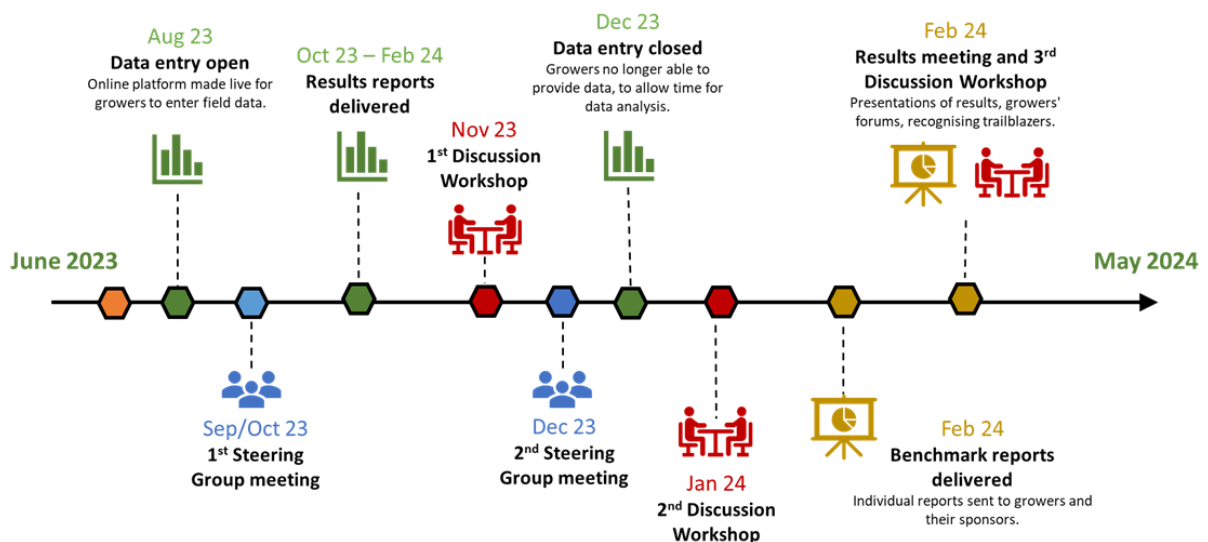 Aug 23
Data entry open
Online platform made live for
growers to enter field data.
Oct 23 – Feb 24
Results reports
delivered
Nov 23
1st Discussion
Workshop
Dec 23
Data entry closed
Growers no longer able to
provide data, to allow time for
data analysis.
Feb 24
Results meeting and 3rd
Discussion Workshop
Presentations of results, growers'
forums, recognising trailblazers.
June 2023
May 2024
Sep/Oct 23
1st Steering
Group meeting
Dec 23
2nd Steering
Group meeting
Jan 24
2nd Discussion
Workshop
Feb 24
Benchmark reports
delivered
Individual reports sent to growers and
their sponsors.